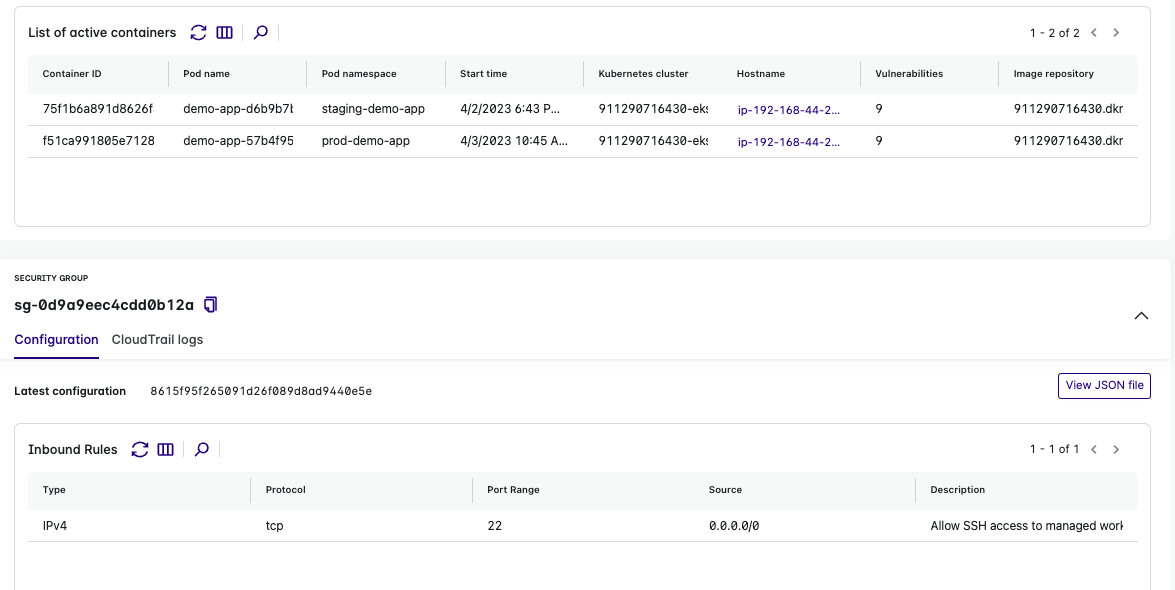 List of active containers 1 - 2 of 2
Container ID Pod name Pod namespace Start time Kubernetes cluster Hostname Vulnerabilities Image repository
75f1b6a891d8626f demo-app-d6b9b7t staging-demo-app 4/2/2023 6:43 P... 911290716430-eks ip-192-168-44-2... 9 911290716430.dkr
f51ca991805e7128 demo-app-57b4f95 prod-demo-app 4/3/2023 10:45 A... 911290716430-eks ip-192-168-44-2... 9 911290716430.dkr
SECURITY GROUP
sg-0d9a9eec4cdd0b12a
Configuration CloudTrail logs
Latest configuration 8615f95f265091d26f089d8ad9440e5e View JSON file
Inbound Rules 1 - 1 of 1
Type Protocol Port Range Source Description
IPv4 tcp 22 0.0.0.0/0 Allow SSH access to managed work